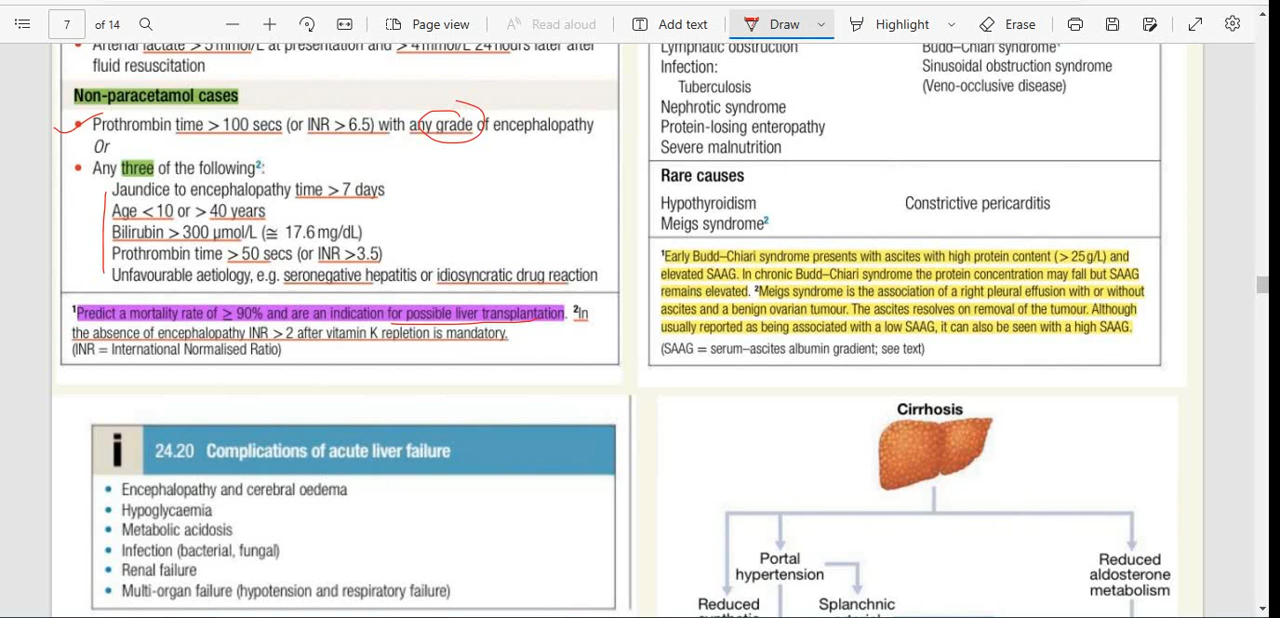 7 of 14
Page view
Read aloud
Add text
Draw
Highlight
Erase
Arterial lactate > 5 mmol/L at presentation and > 4 mmol/L 24 hours later after
fluid resuscitation
Non-paracetamol cases
• Prothrombin time > 100 secs (or INR > 6.5) with any grade of encephalopathy
Or
• Any three of the following²:
Jaundice to encephalopathy time > 7 days
Age < 10 or > 40 years
Bilirubin > 300 µmol/L (≅ 17.6 mg/dL)
Prothrombin time > 50 secs (or INR >3.5)
Unfavourable aetiology, e.g. seronegative hepatitis or idiosyncratic drug reaction
¹Predict a mortality rate of ≥ 90% and are an indication for possible liver transplantation. ²In
the absence of encephalopathy INR > 2 after vitamin K repletion is mandatory.
(INR = International Normalised Ratio)
Lymphatic obstruction
Infection:
Tuberculosis
Nephrotic syndrome
Protein-losing enteropathy
Severe malnutrition
Budd–Chiari syndrome¹
Sinusoidal obstruction syndrome
(Veno-occlusive disease)
Rare causes
Hypothyroidism
Meigs syndrome²
Constrictive pericarditis
¹Early Budd–Chiari syndrome presents with ascites with high protein content (> 25 g/L) and
elevated SAAG. In chronic Budd–Chiari syndrome the protein concentration may fall but SAAG
remains elevated. ²Meigs syndrome is the association of a right pleural effusion with or without
ascites and a benign ovarian tumour. The ascites resolves on removal of the tumour. Although
usually reported as being associated with a low SAAG, it can also be seen with a high SAAG.
(SAAG = serum–ascites albumin gradient; see text)
i 24.20 Complications of acute liver failure
• Encephalopathy and cerebral oedema
• Hypoglycaemia
• Metabolic acidosis
• Infection (bacterial, fungal)
• Renal failure
• Multi-organ failure (hypotension and respiratory failure)
Cirrhosis
Portal
hypertension
Reduced
aldosterone
metabolism
Reduced
Splanchnic